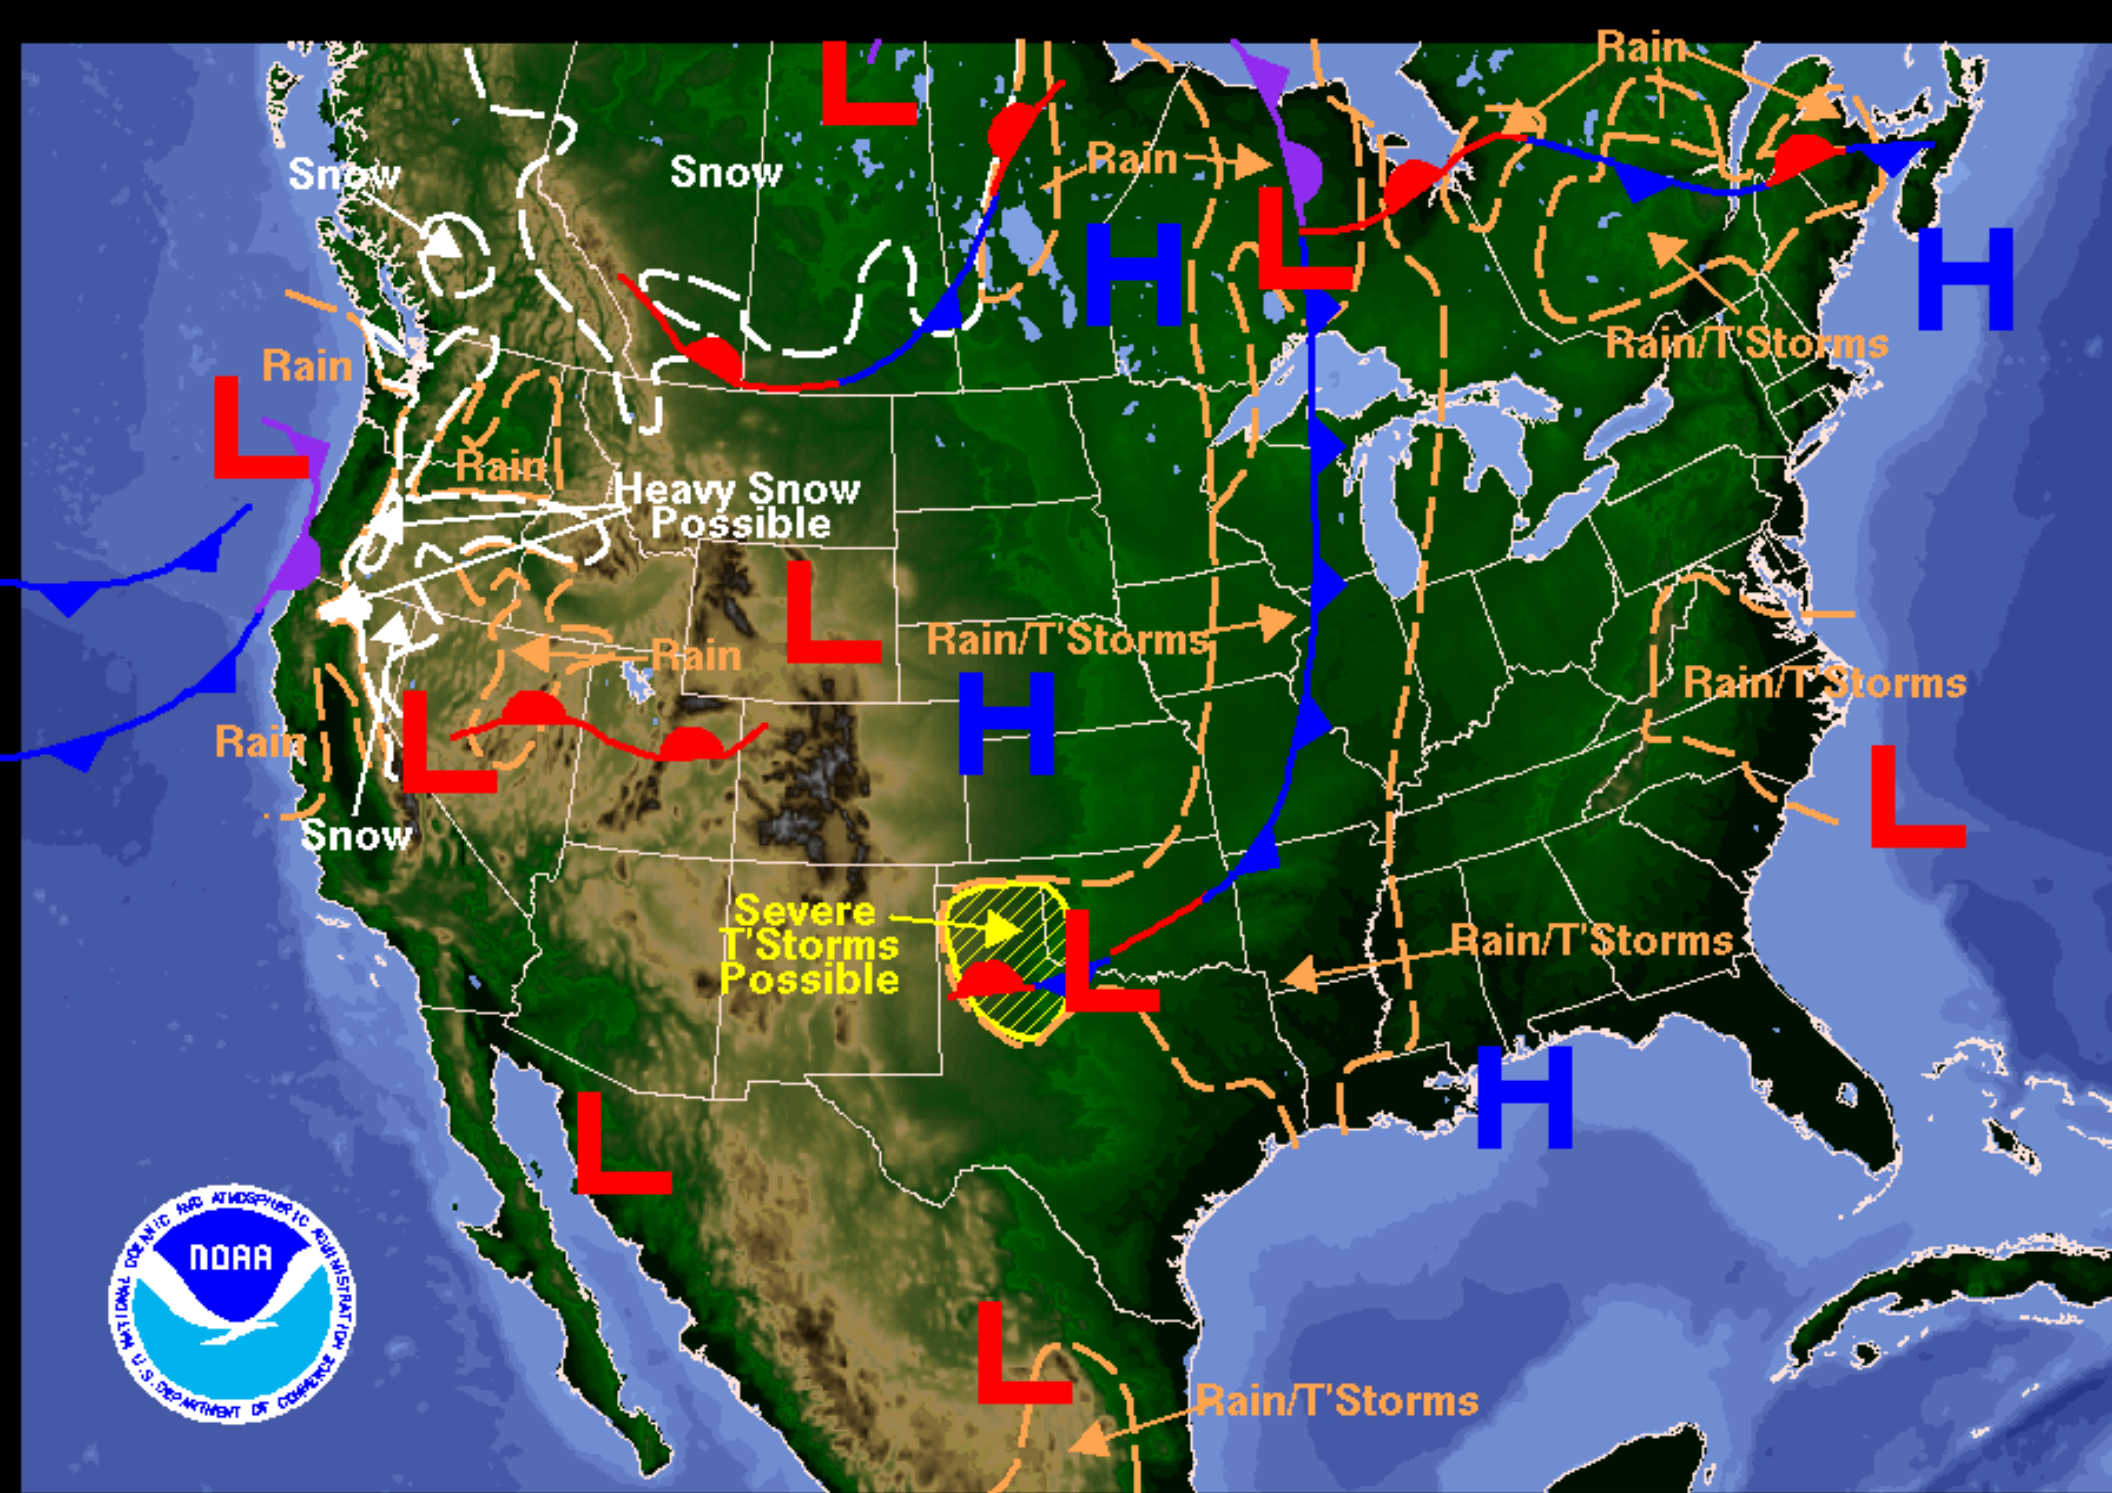 L
Rain
Snow
Snow
Rain
H
L
H
Rain/T'Storms
Rain
L
Rain
Heavy Snow
Possible
L
Rain/T'Storms
Rain
H
Rain/T'Storms
L
Rain
L
Snow
Severe
T'Storms
Possible
L
Rain/T'Storms
H
L
L
Rain/T'Storms
NATIONAL OCEANIC AND ATMOSPHERIC ADMINISTRATION
NOAA
U.S. DEPARTMENT OF COMMERCE